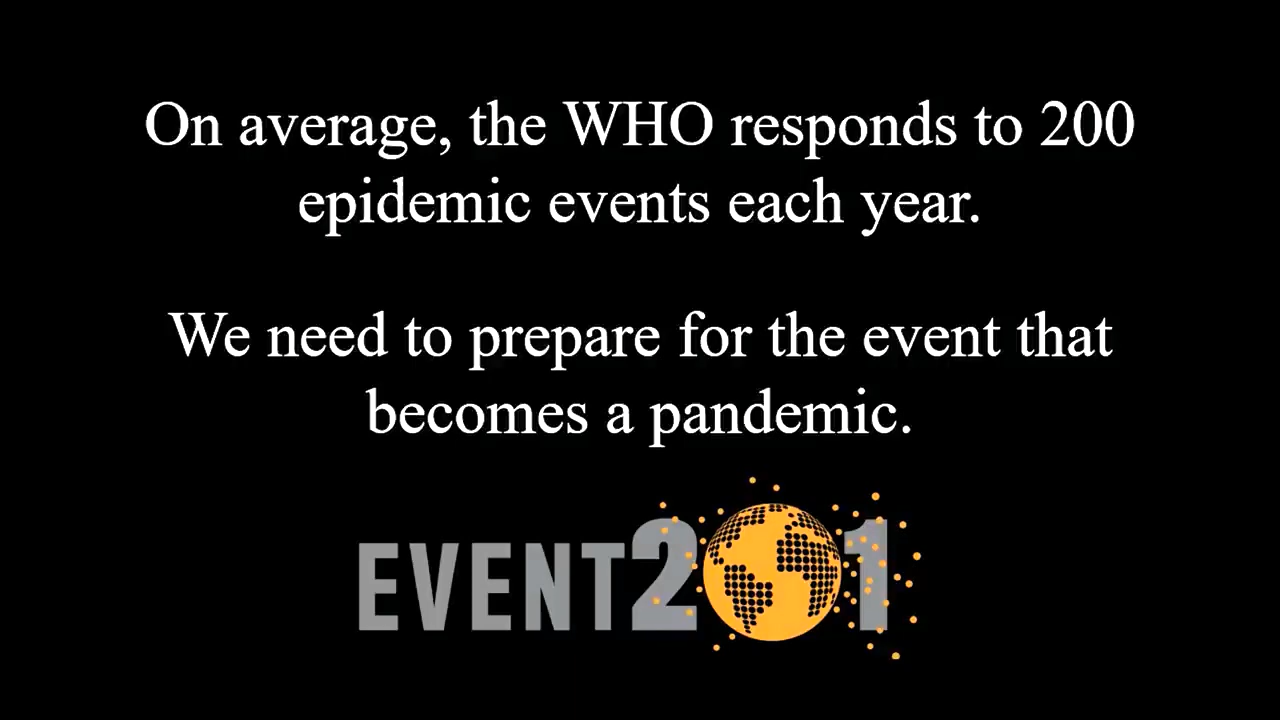 On average, the WHO responds to 200
epidemic events each year.
We need to prepare for the event that
becomes a pandemic.
EVENT201